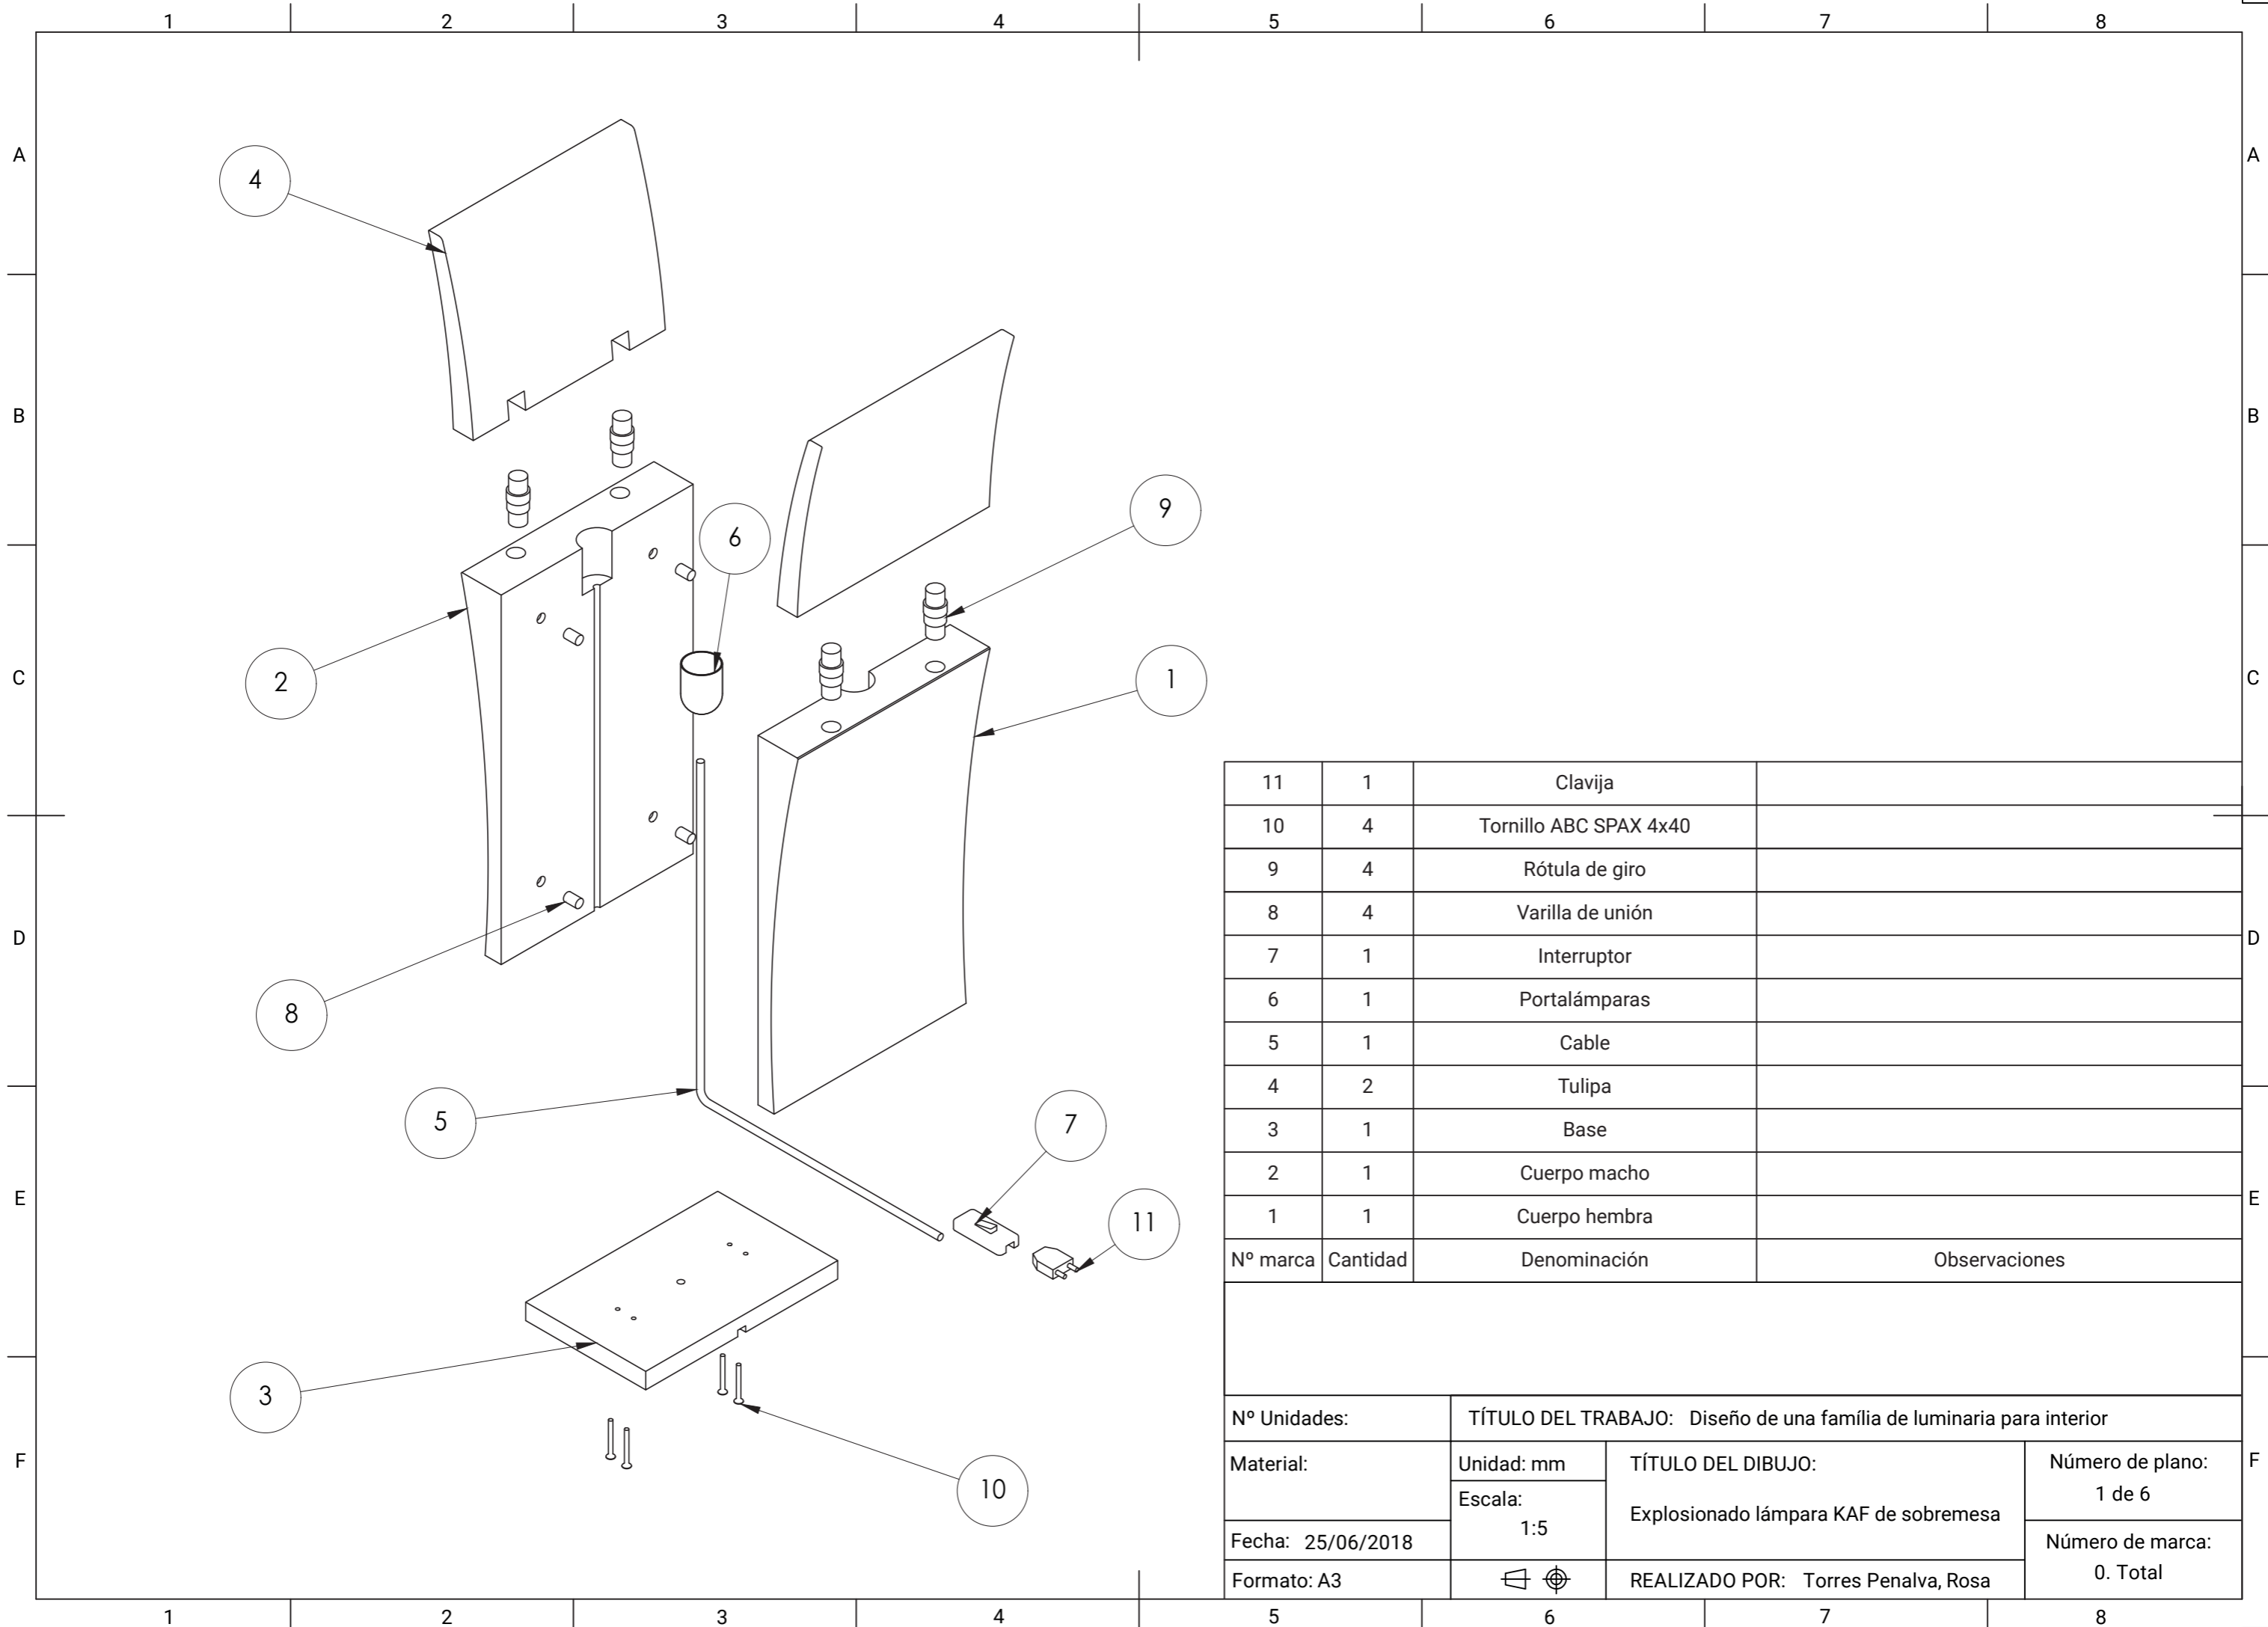 1 2 3 4 5 6 7 8
A A
4
B B
9
6
C C
2
1
11 1 Clavija
10 4 Tornillo ABC SPAX 4x40
9 4 Rótula de giro
8 4 Varilla de unión
D D
7 1 Interruptor
6 1 Portalámparas
8
5 1 Cable
4 2 Tulipa
5
7
3 1 Base
2 1 Cuerpo macho
E E
1 1 Cuerpo hembra
11
Nº marca Cantidad Denominación Observaciones
3
Nº Unidades: TÍTULO DEL TRABAJO: Diseño de una família de luminaria para interior
F F
Material: Unidad: mm TÍTULO DEL DIBUJO: Número de plano:
10
Escala: 1 de 6
Explosionado lámpara KAF de sobremesa
1:5
Fecha: 25/06/2018 Número de marca:
0. Total
Formato: A3 REALIZADO POR: Torres Penalva, Rosa
1 2 3 4 5 6 7 8